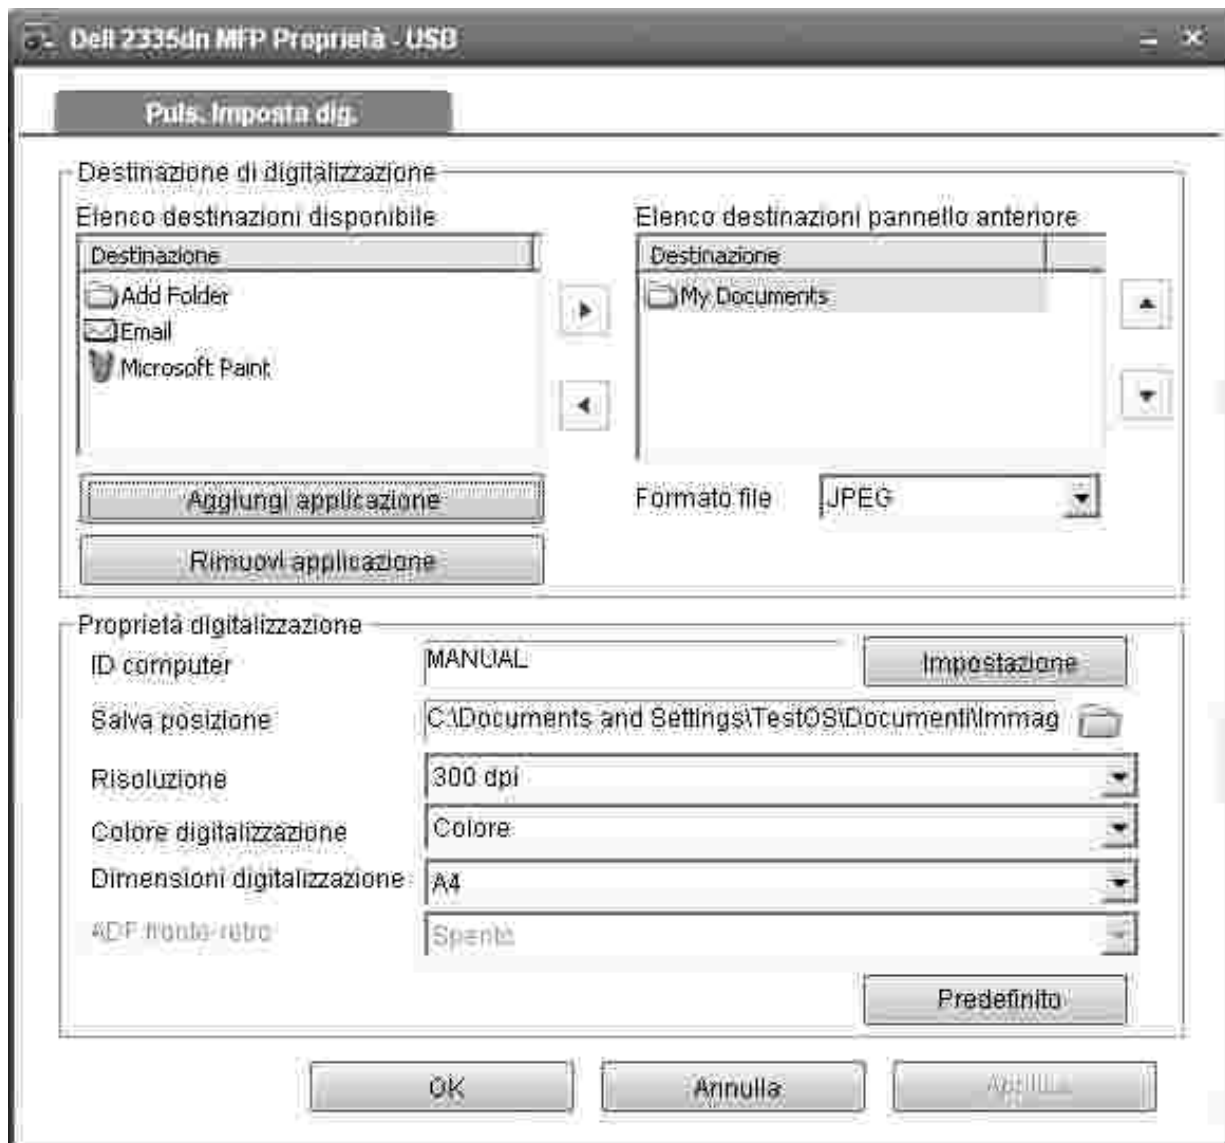 Dell 2335dn MFP Proprietà - USB
Puls. Imposta dig.
Destinazione di digitalizzazione
Elenco destinazioni disponibile
Destinazione
Add Folder
Email
Microsoft Paint
Aggiungi applicazione
Rimuovi applicazione
Elenco destinazioni pannello anteriore
Destinazione
My Documents
Formato file
JPEG
Proprietà digitalizzazione
ID computer
MANUAL
Impostazione
Salva posizione
C:\Documents and Settings\TestOS\Documenti\Immag
Risoluzione
300 dpi
Colore digitalizzazione
Colore
Dimensioni digitalizzazione
A4
ADF fronte-retro
Spento
Predefinito
OK
Annulla